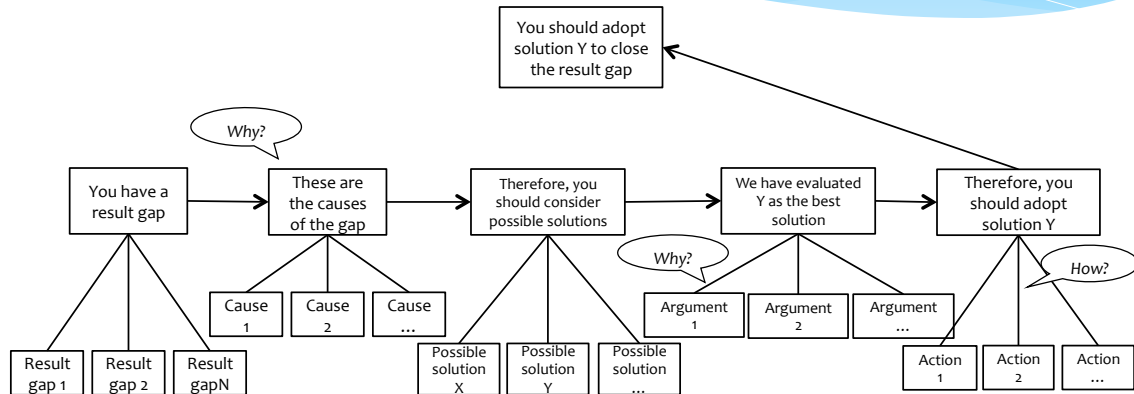 You should adopt
solution Y to close
the result gap
Why?
You have a
result gap
These are
the causes
of the gap
Therefore, you
should consider
possible solutions
We have evaluated
Y as the best
solution
Therefore, you
should adopt
solution Y
Why?
How?
Result
gap 1
Result
gap 2
Result
gapN
Cause
1
Cause
2
Cause
...
Possible
solution
X
Possible
solution
Y
Possible
solution
...
Argument
1
Argument
2
Argument
...
Action
1
Action
2
Action
...